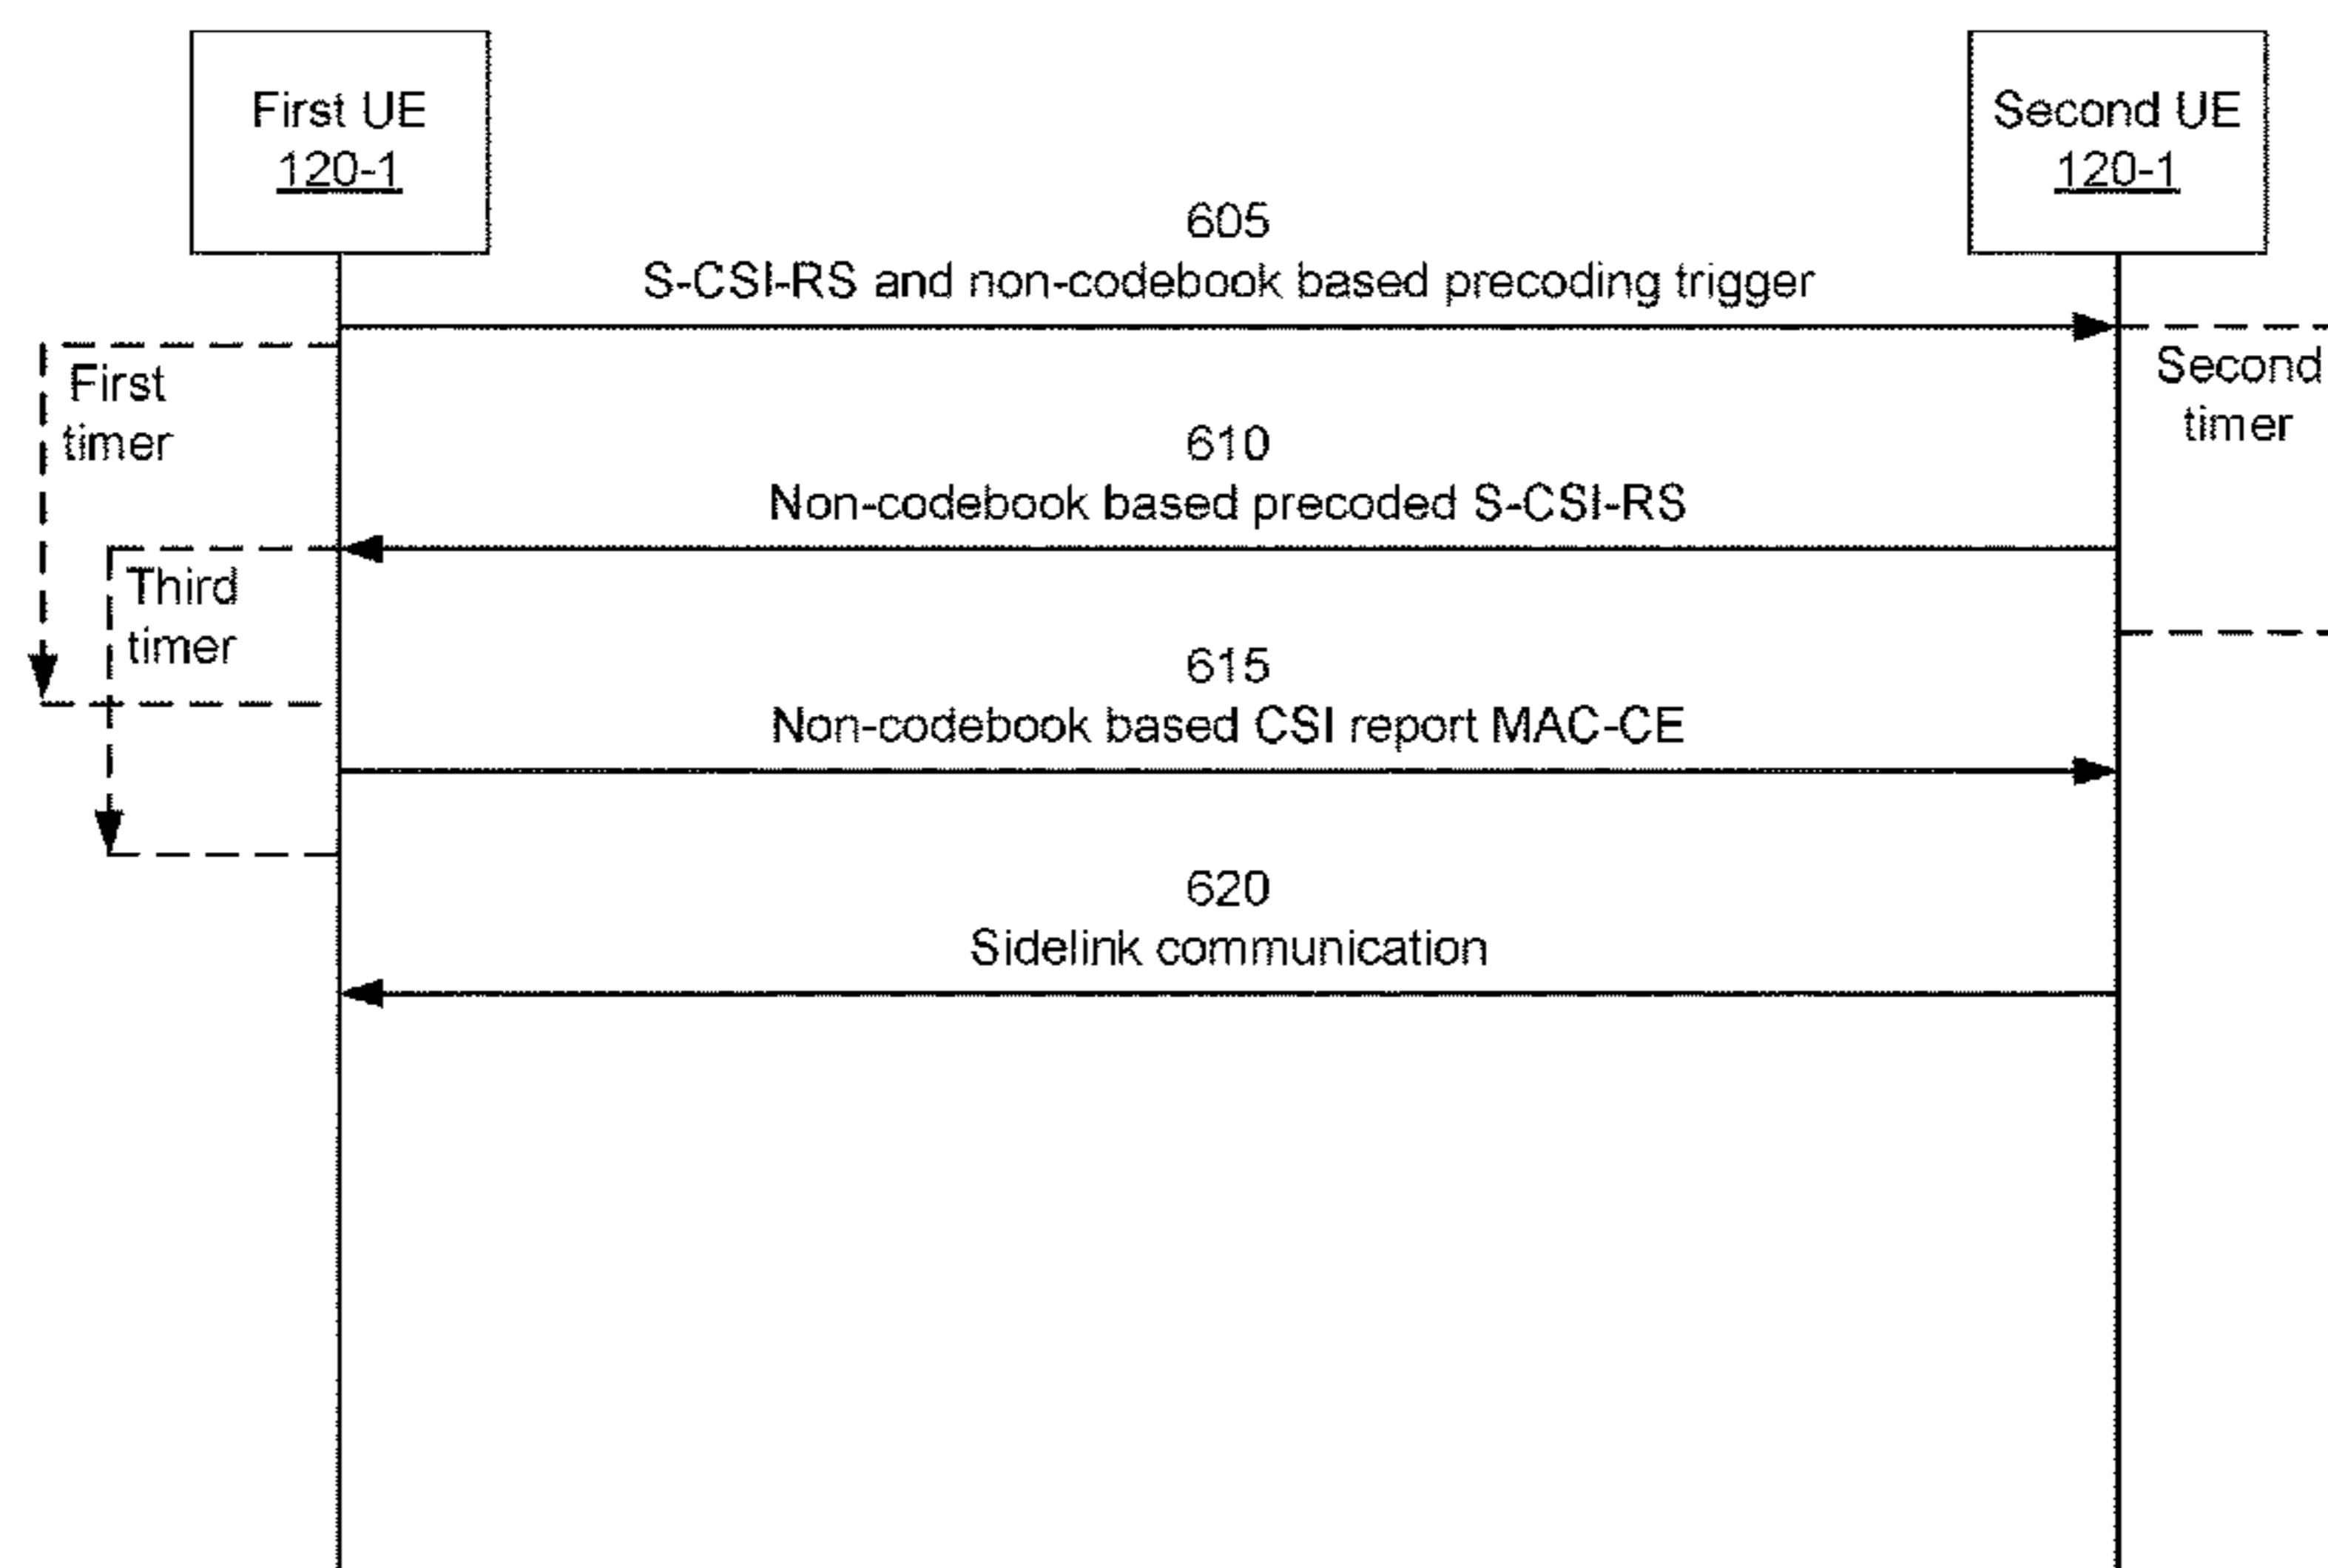 First UE
120-1
Second UE
120-1
605
S-CSI-RS and non-codebook based precoding trigger
First
timer
Second
timer
610
Non-codebook based precoded S-CSI-RS
Third
timer
615
Non-codebook based CSI report MAC-CE
620
Sidelink communication